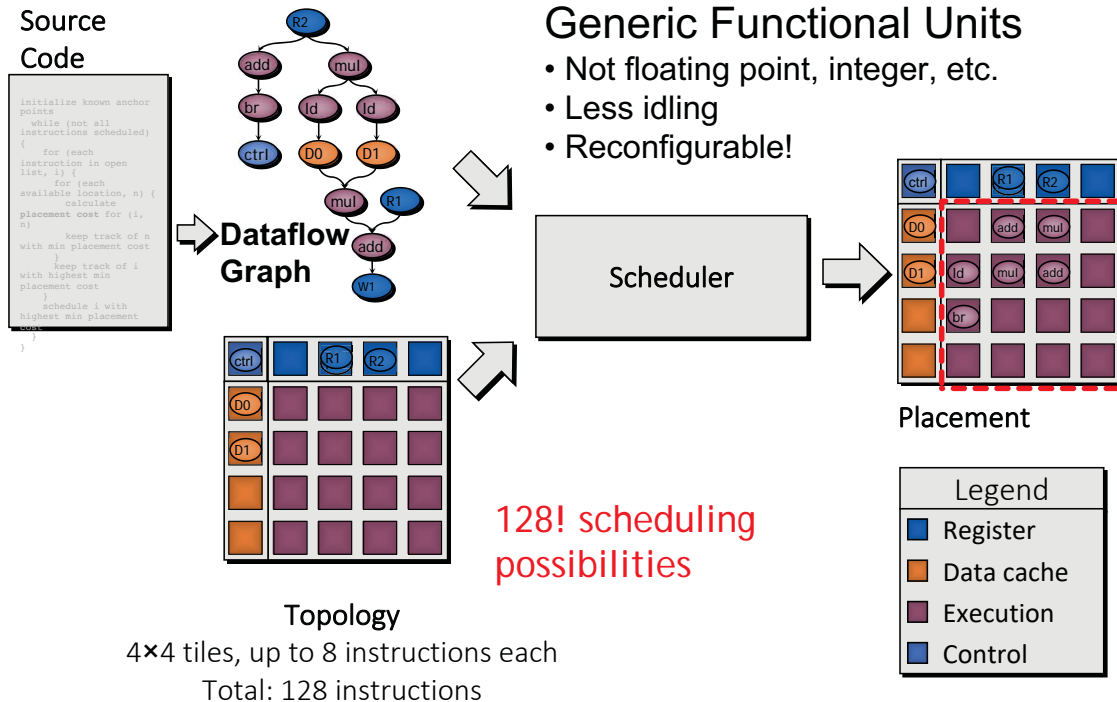 Source
Code
initialize known anchor
points
while (not all
instructions scheduled)
{
for (each
instruction in open
list, i) {
for (each
available location, n) {
calculate
placement cost for (i,
n)
keep track of n
with min placement cost
}
keep track of i
with highest min
placement cost
}
schedule i with
highest min placement
cost
}
}
R2
add
mul
br
ld
ld
ctrl
D0
D1
mul
R1
add
W1
Dataflow
Graph
Generic Functional Units
• Not floating point, integer, etc.
• Less idling
• Reconfigurable!
Scheduler
ctrl
R1
R2
D0
D1
Topology
4×4 tiles, up to 8 instructions each
Total: 128 instructions
128! scheduling
possibilities
ctrl
R1
R2
D0
add
mul
D1
ld
mul
add
br
Placement
Legend
Register
Data cache
Execution
Control